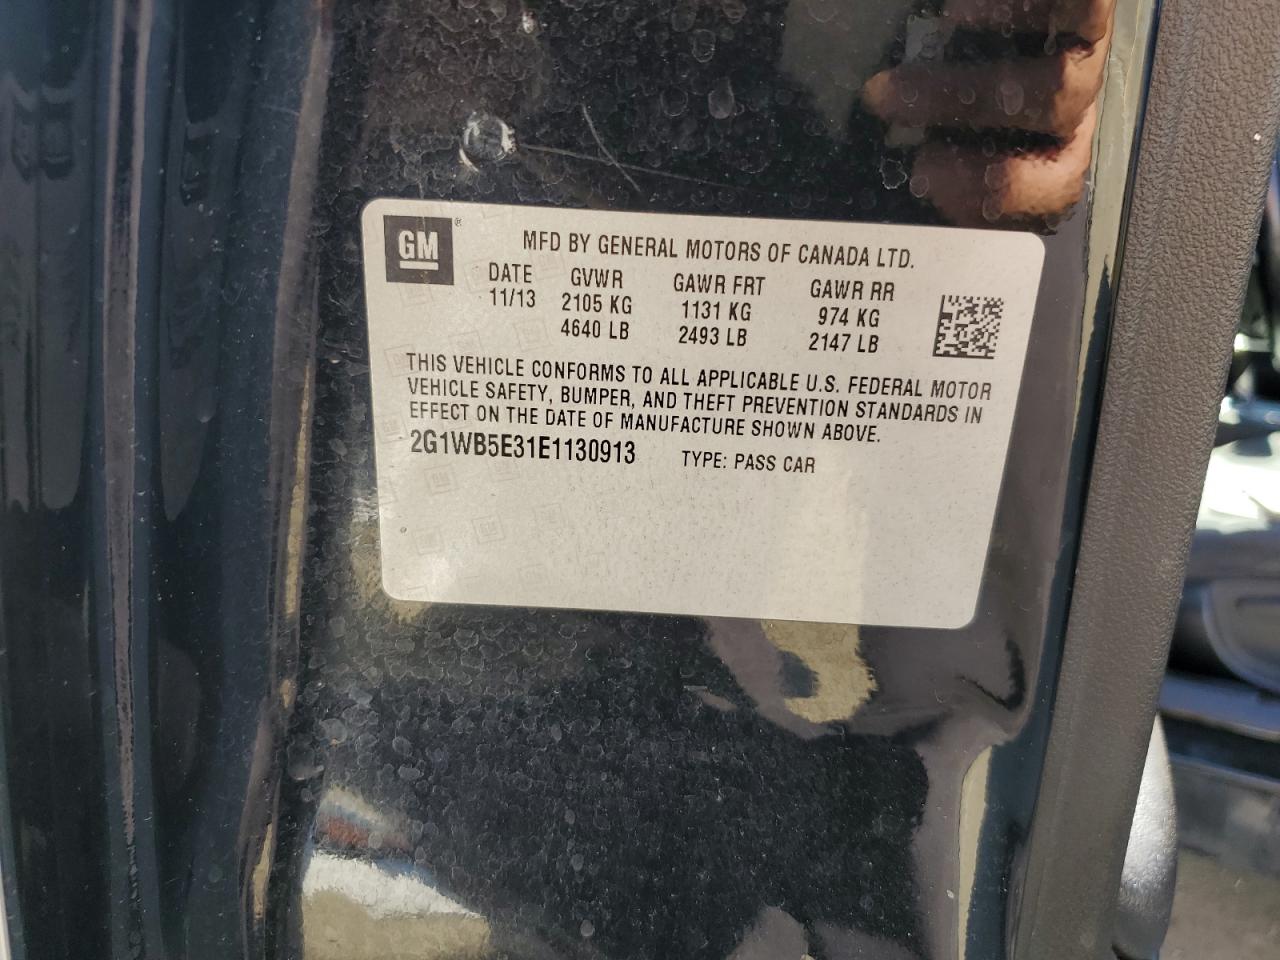 GM ®
MFD BY GENERAL MOTORS OF CANADA LTD.
DATE GVWR GAWR FRT GAWR RR
11/13 2105 KG 1131 KG 974 KG
4640 LB 2493 LB 2147 LB
THIS VEHICLE CONFORMS TO ALL APPLICABLE U.S. FEDERAL MOTOR
VEHICLE SAFETY, BUMPER, AND THEFT PREVENTION STANDARDS IN
EFFECT ON THE DATE OF MANUFACTURE SHOWN ABOVE.
2G1WB5E31E1130913 TYPE: PASS CAR